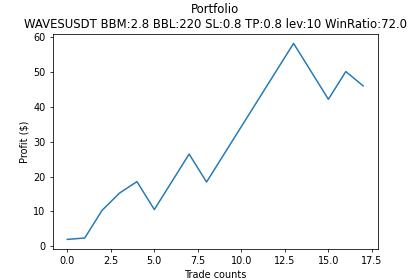 Portfolio
WAVESUSDT BBM:2.8 BBL:220 SL:0.8 TP:0.8 lev:10 WinRatio:72.0
60
50
40
30
20
10
0
Profit ($)
0.0 2.5 5.0 7.5 10.0 12.5 15.0 17.5
Trade counts